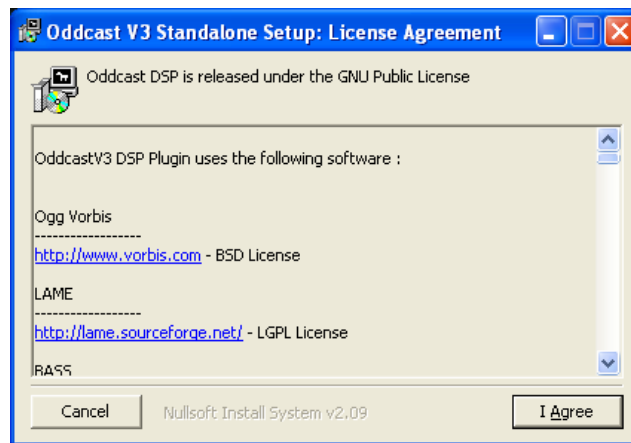 Oddcast V3 Standalone Setup: License Agreement
Oddcast DSP is released under the GNU Public License
OddcastV3 DSP Plugin uses the following software :
Ogg Vorbis
------------------
http://www.vorbis.com - BSD License
LAME
------------------
http://lame.sourceforge.net/ - LGPL License
BASS
Cancel
Nullsoft Install System v2.09
I Agree